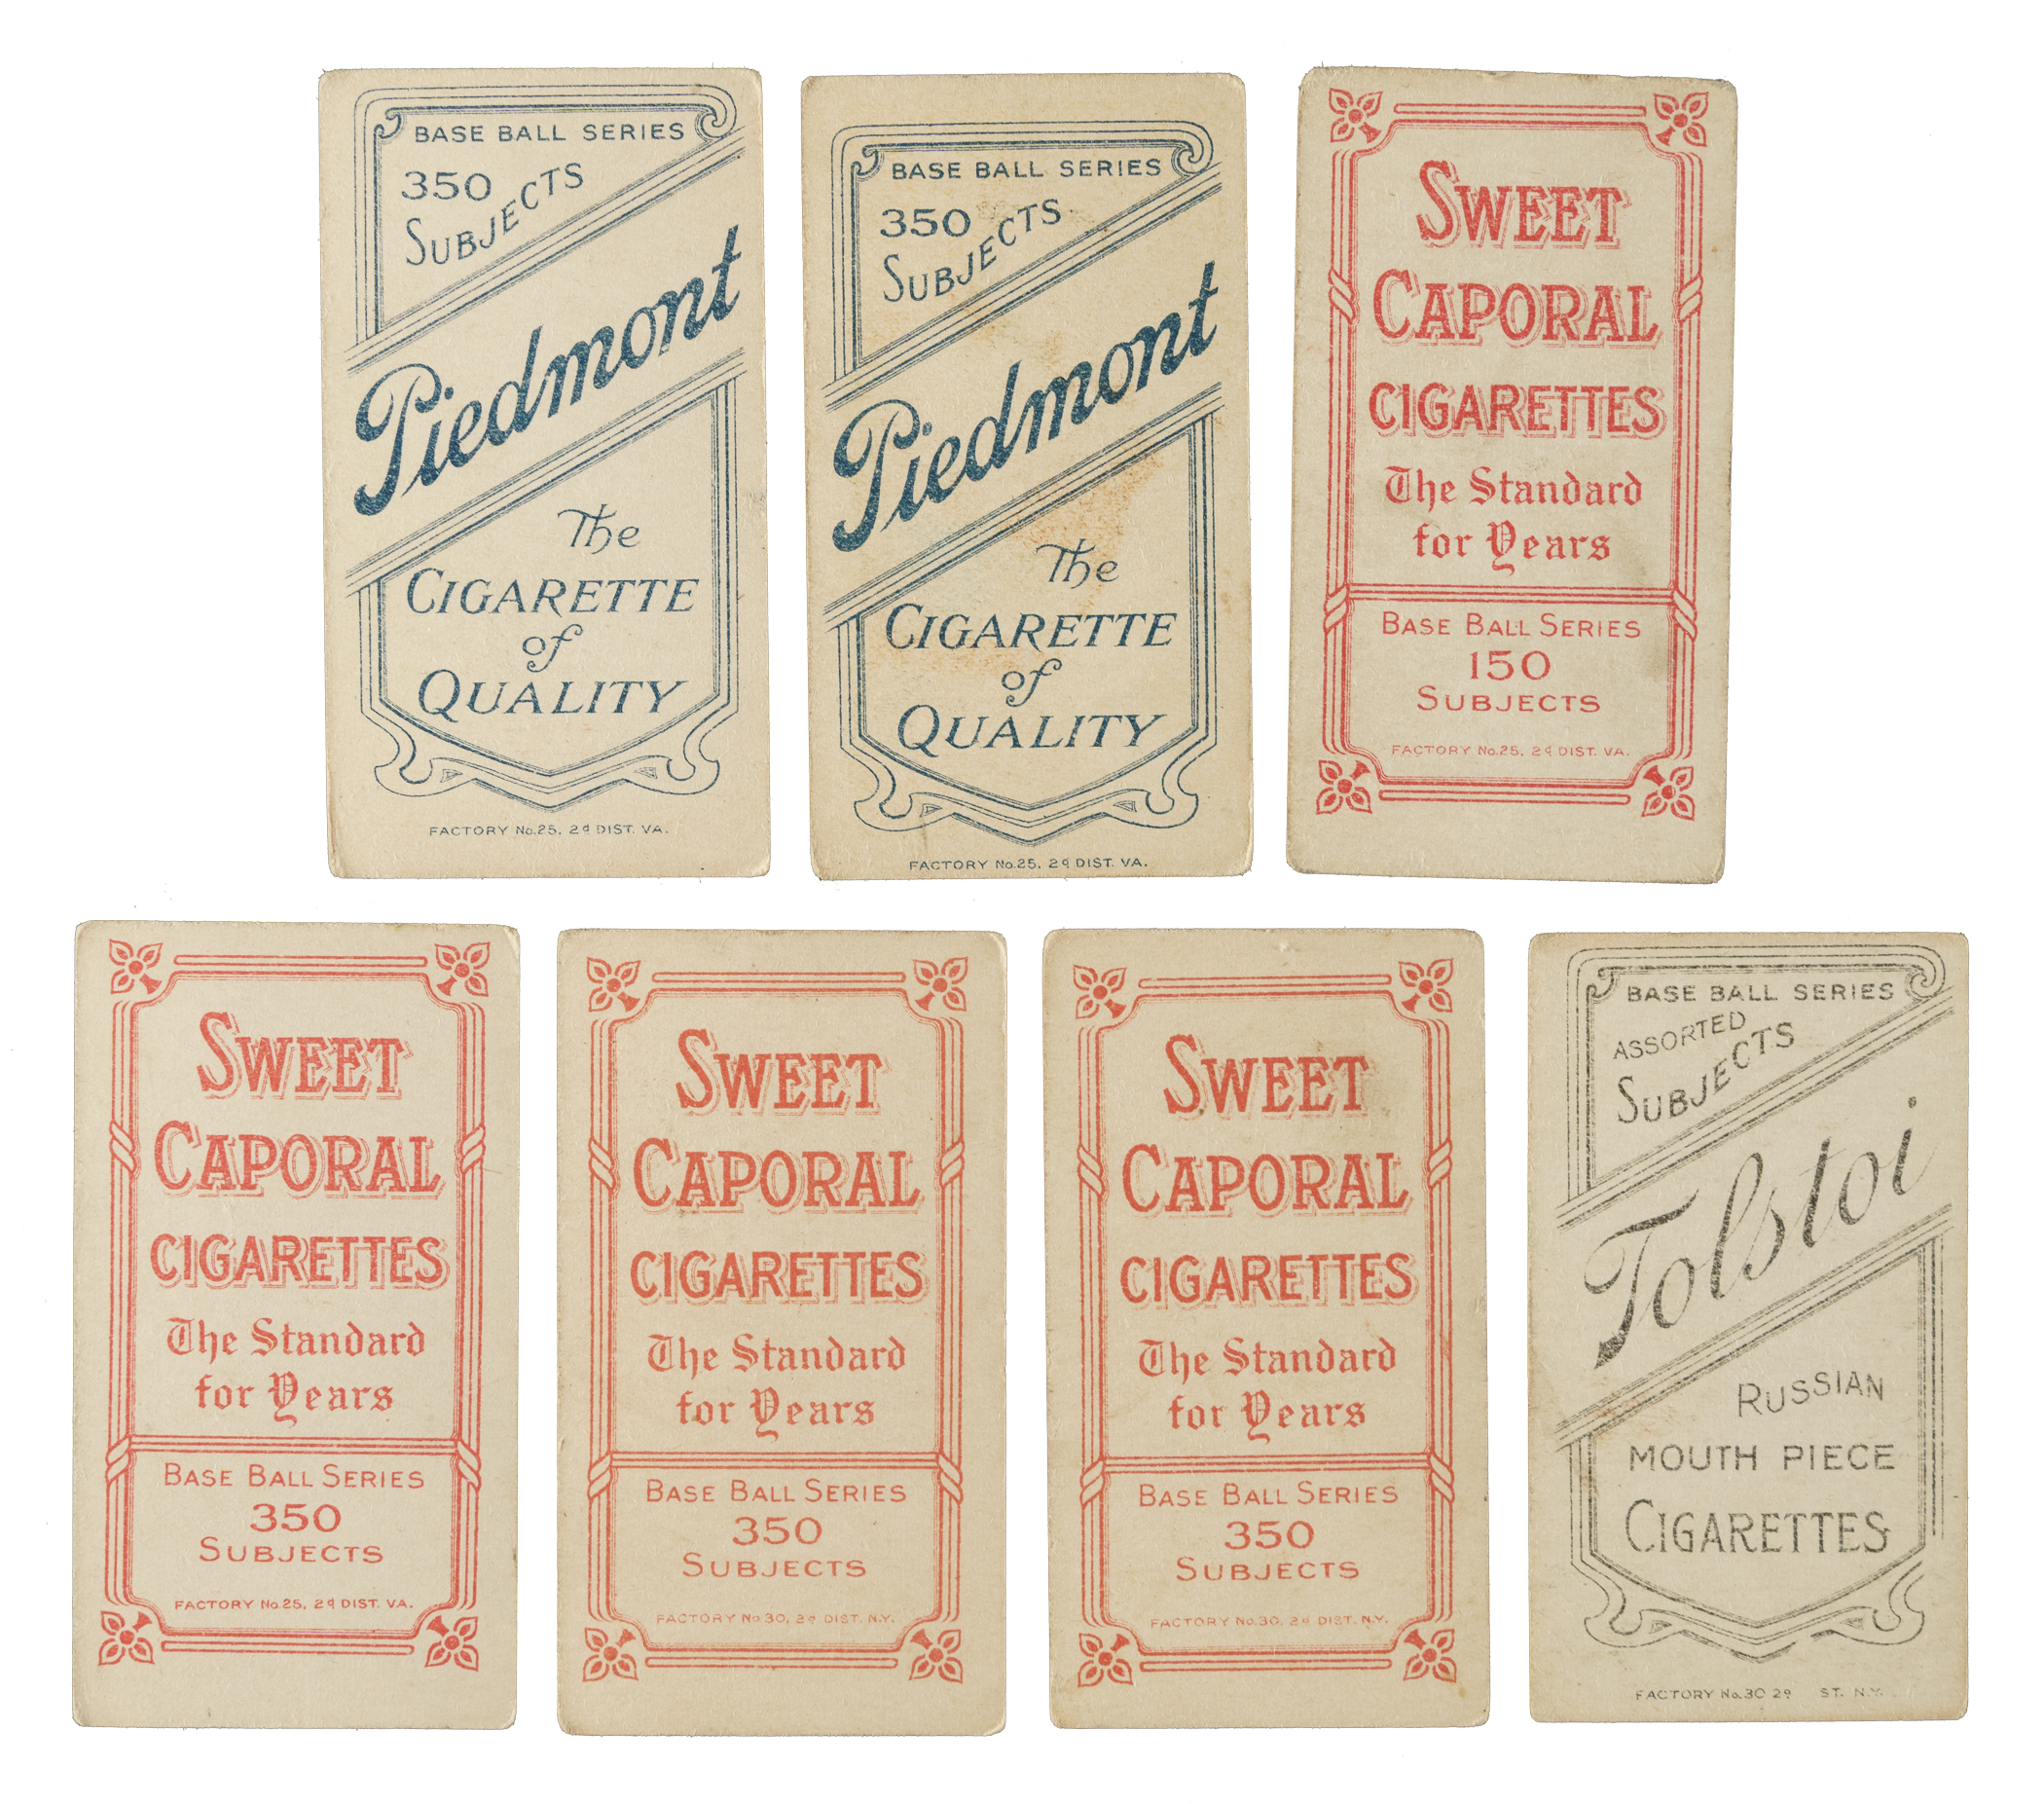 BASE BALL SERIES
350
SUBJECTS
Piedmont
The
CIGARETTE
of
QUALITY
FACTORY No.25, 2d DIST. VA.
BASE BALL SERIES
350
SUBJECTS
Piedmont
The
CIGARETTE
of
QUALITY
FACTORY No.25, 2d DIST. VA.
SWEET
CAPORAL
CIGARETTES
The Standard
for Years
BASE BALL SERIES
150
SUBJECTS
FACTORY No.25, 2d DIST. VA.
SWEET
CAPORAL
CIGARETTES
The Standard
for Years
BASE BALL SERIES
350
SUBJECTS
FACTORY No.25, 2d DIST. VA.
SWEET
CAPORAL
CIGARETTES
The Standard
for Years
BASE BALL SERIES
350
SUBJECTS
FACTORY No.30, 2d DIST. N.Y.
SWEET
CAPORAL
CIGARETTES
The Standard
for Years
BASE BALL SERIES
350
SUBJECTS
FACTORY No.30, 2d DIST. N.Y.
BASE BALL SERIES
ASSORTED
SUBJECTS
Tolstoi
RUSSIAN
MOUTH PIECE
CIGARETTES
FACTORY No.30 2d ST. N.Y.